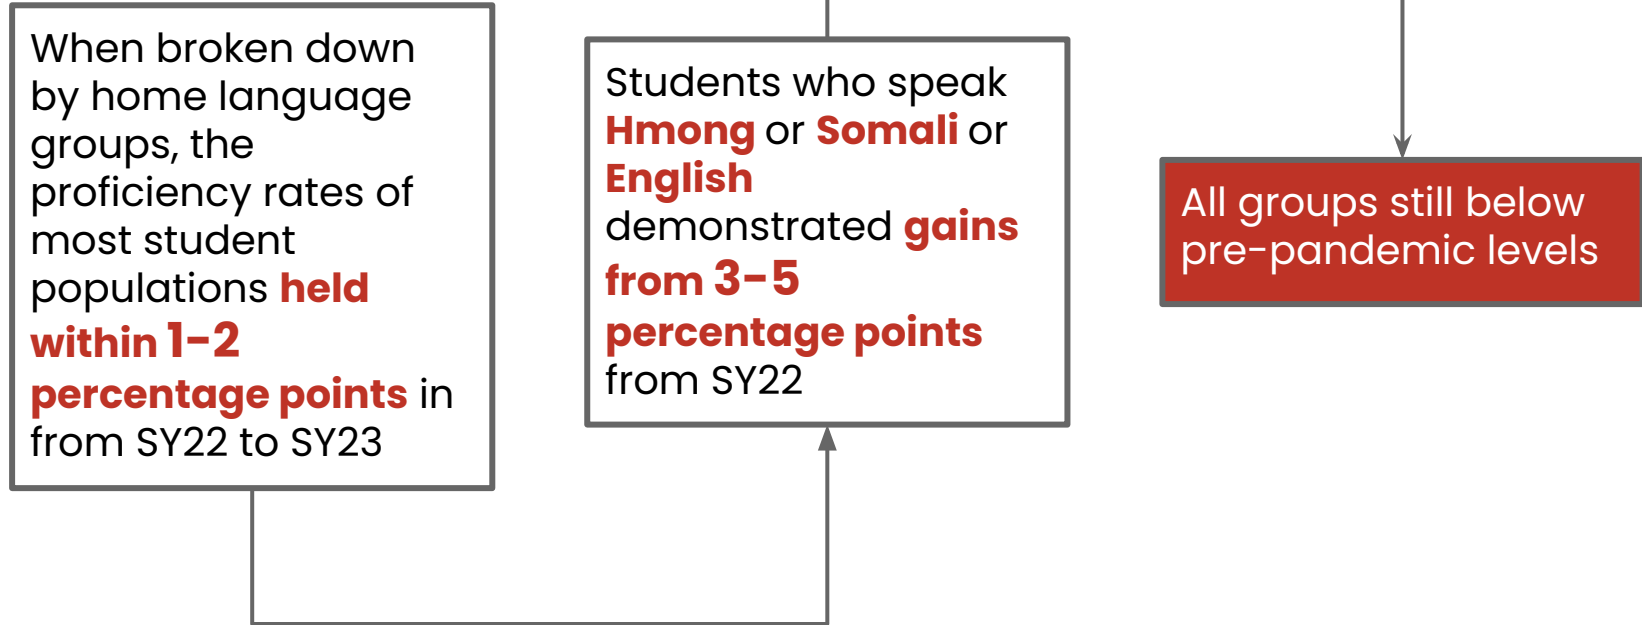 When broken down
by home language
groups, the
proficiency rates of
most student
populations held
within 1-2
percentage points in
from SY22 to SY23
Students who speak
Hmong or Somali or
English
demonstrated gains
from 3-5
percentage points
from SY22
All groups still below
pre-pandemic levels